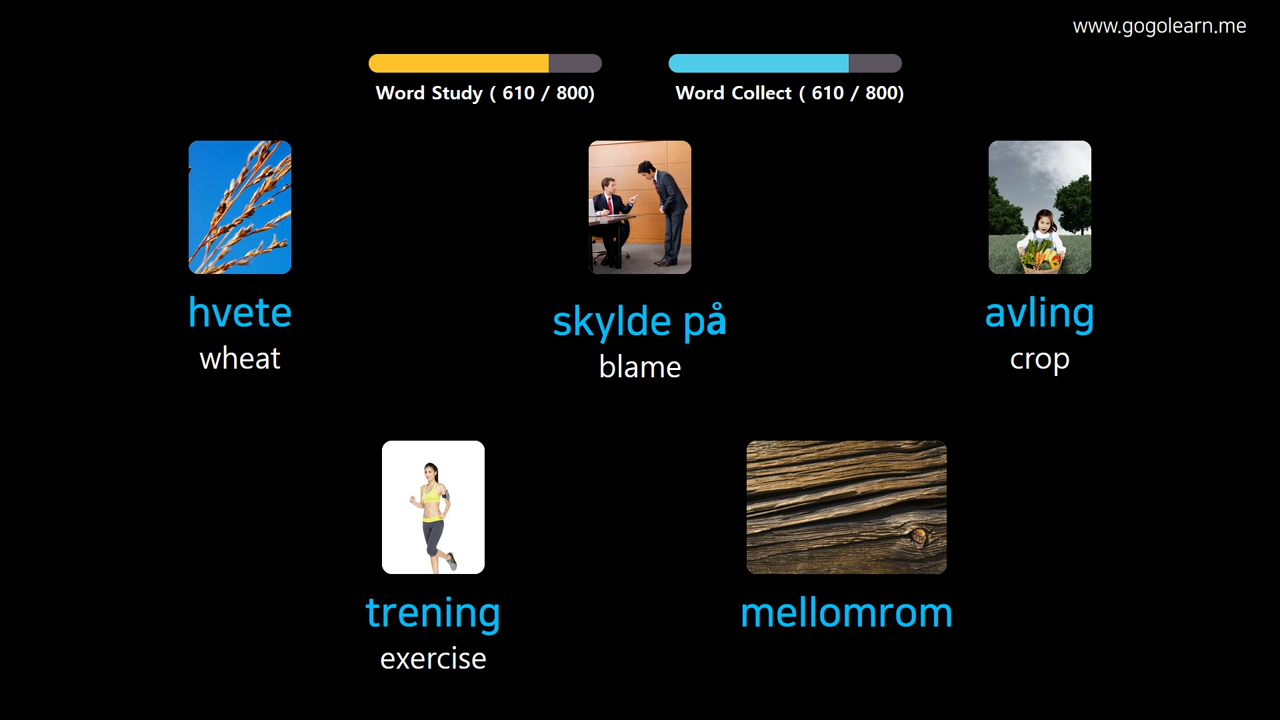 www.gogolearn.me
Word Study ( 610 / 800)
Word Collect ( 610 / 800)
hvete
wheat
skylde på
blame
avling
crop
trening
exercise
mellomrom